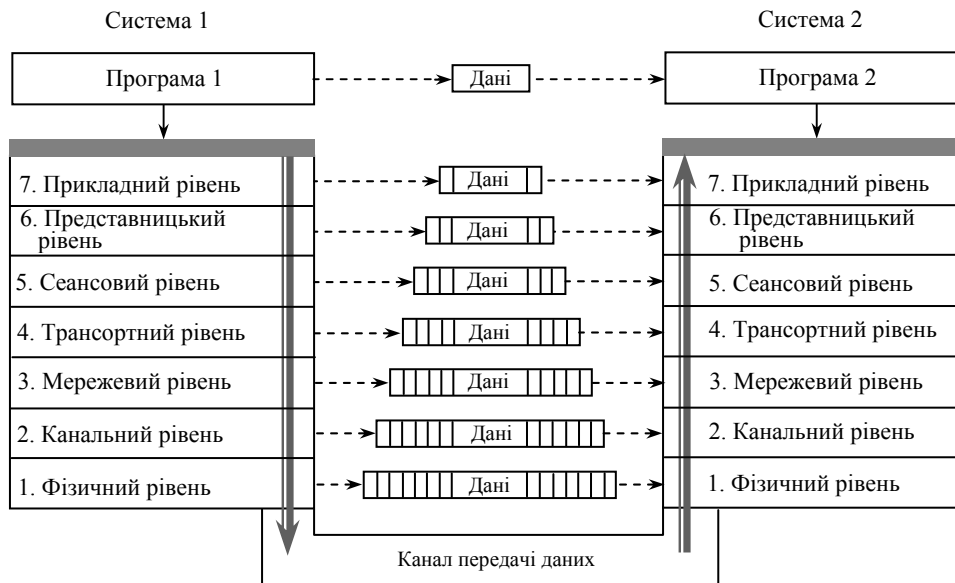 Система 1
Система 2
Програма 1
Дані
Програма 2
7. Прикладний рівень
Дані
7. Прикладний рівень
6. Представницький
рівень
Дані
6. Представницький
рівень
5. Сеансовий рівень
Дані
5. Сеансовий рівень
4. Трансортний рівень
Дані
4. Трансортний рівень
3. Мережевий рівень
Дані
3. Мережевий рівень
2. Канальний рівень
Дані
2. Канальний рівень
1. Фізичний рівень
Дані
1. Фізичний рівень
Канал передачі даних